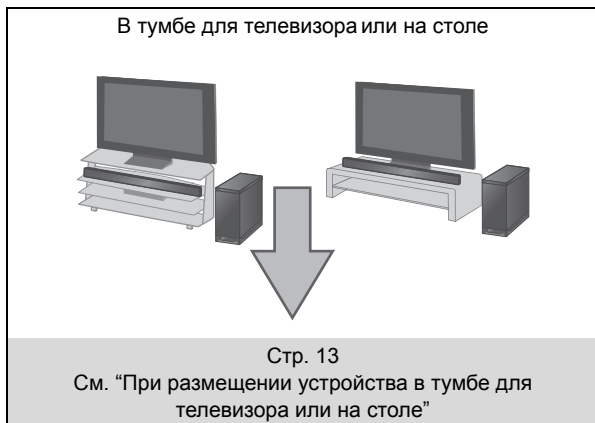 В тумбе для телевизора или на столе
Стр. 13
См. “При размещении устройства в тумбе для
телевизора или на столе”